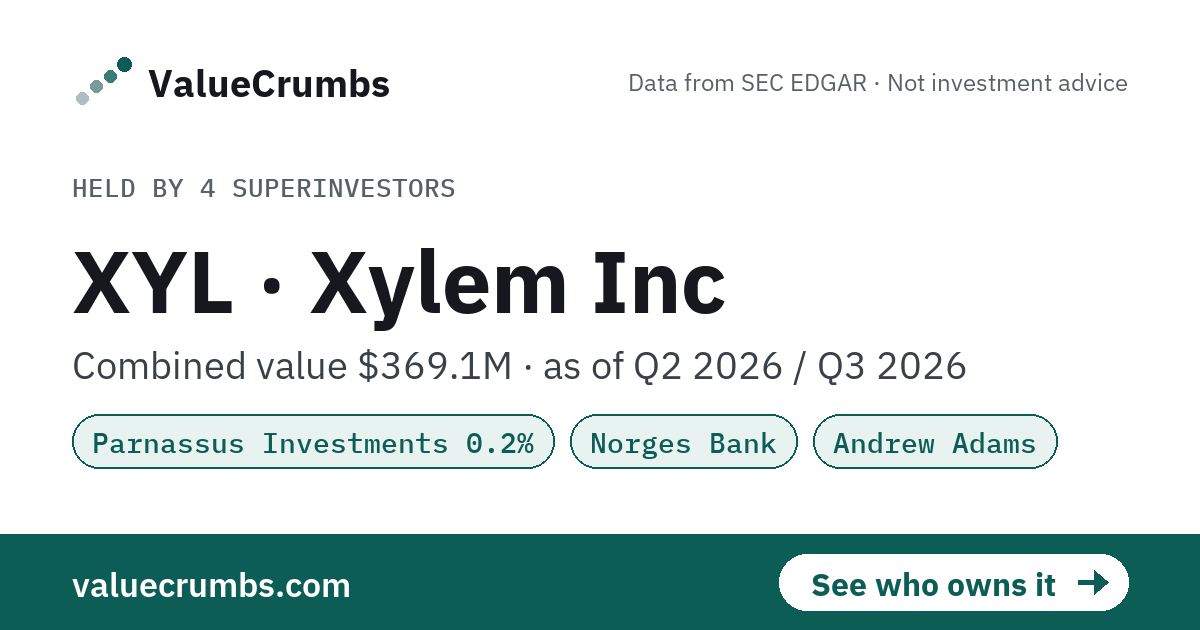 ValueCrumbs
Data from SEC EDGAR · Not investment advice
HELD BY 4 SUPERINVESTORS
XYL · Xylem Inc
Combined value $369.1M · as of Q2 2026 / Q3 2026
Parnassus Investments 0.2% Norges Bank Andrew Adams
valuecrumbs.com
See who owns it →